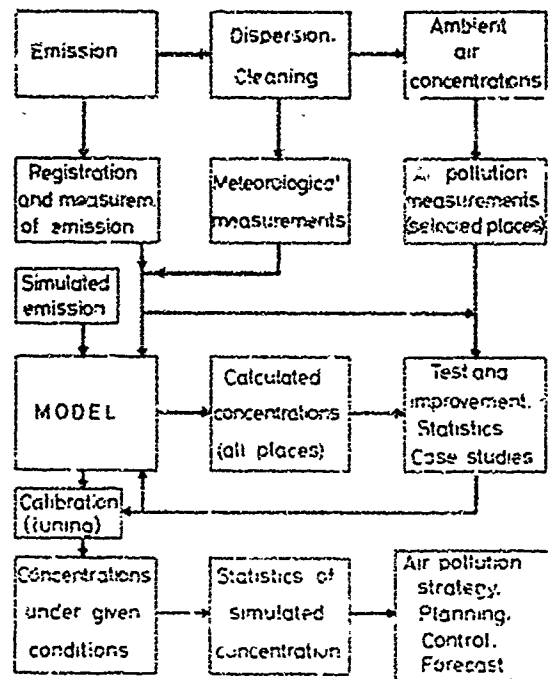 Emission
Dispersion.
Cleaning
Ambient
air
concentrations
Registration
and measurem.
of emission
Meteorological
measurements
Air pollution
measurements
(selected places)
Simulated
emission
MODEL
Calculated
concentrations
(all places)
Test and
improvement.
Statistics
Case studies
Calibration
(tuning)
Concentrations
under given
conditions
Statistics of
simulated
concentration
Air pollution
strategy.
Planning.
Control.
Forecast